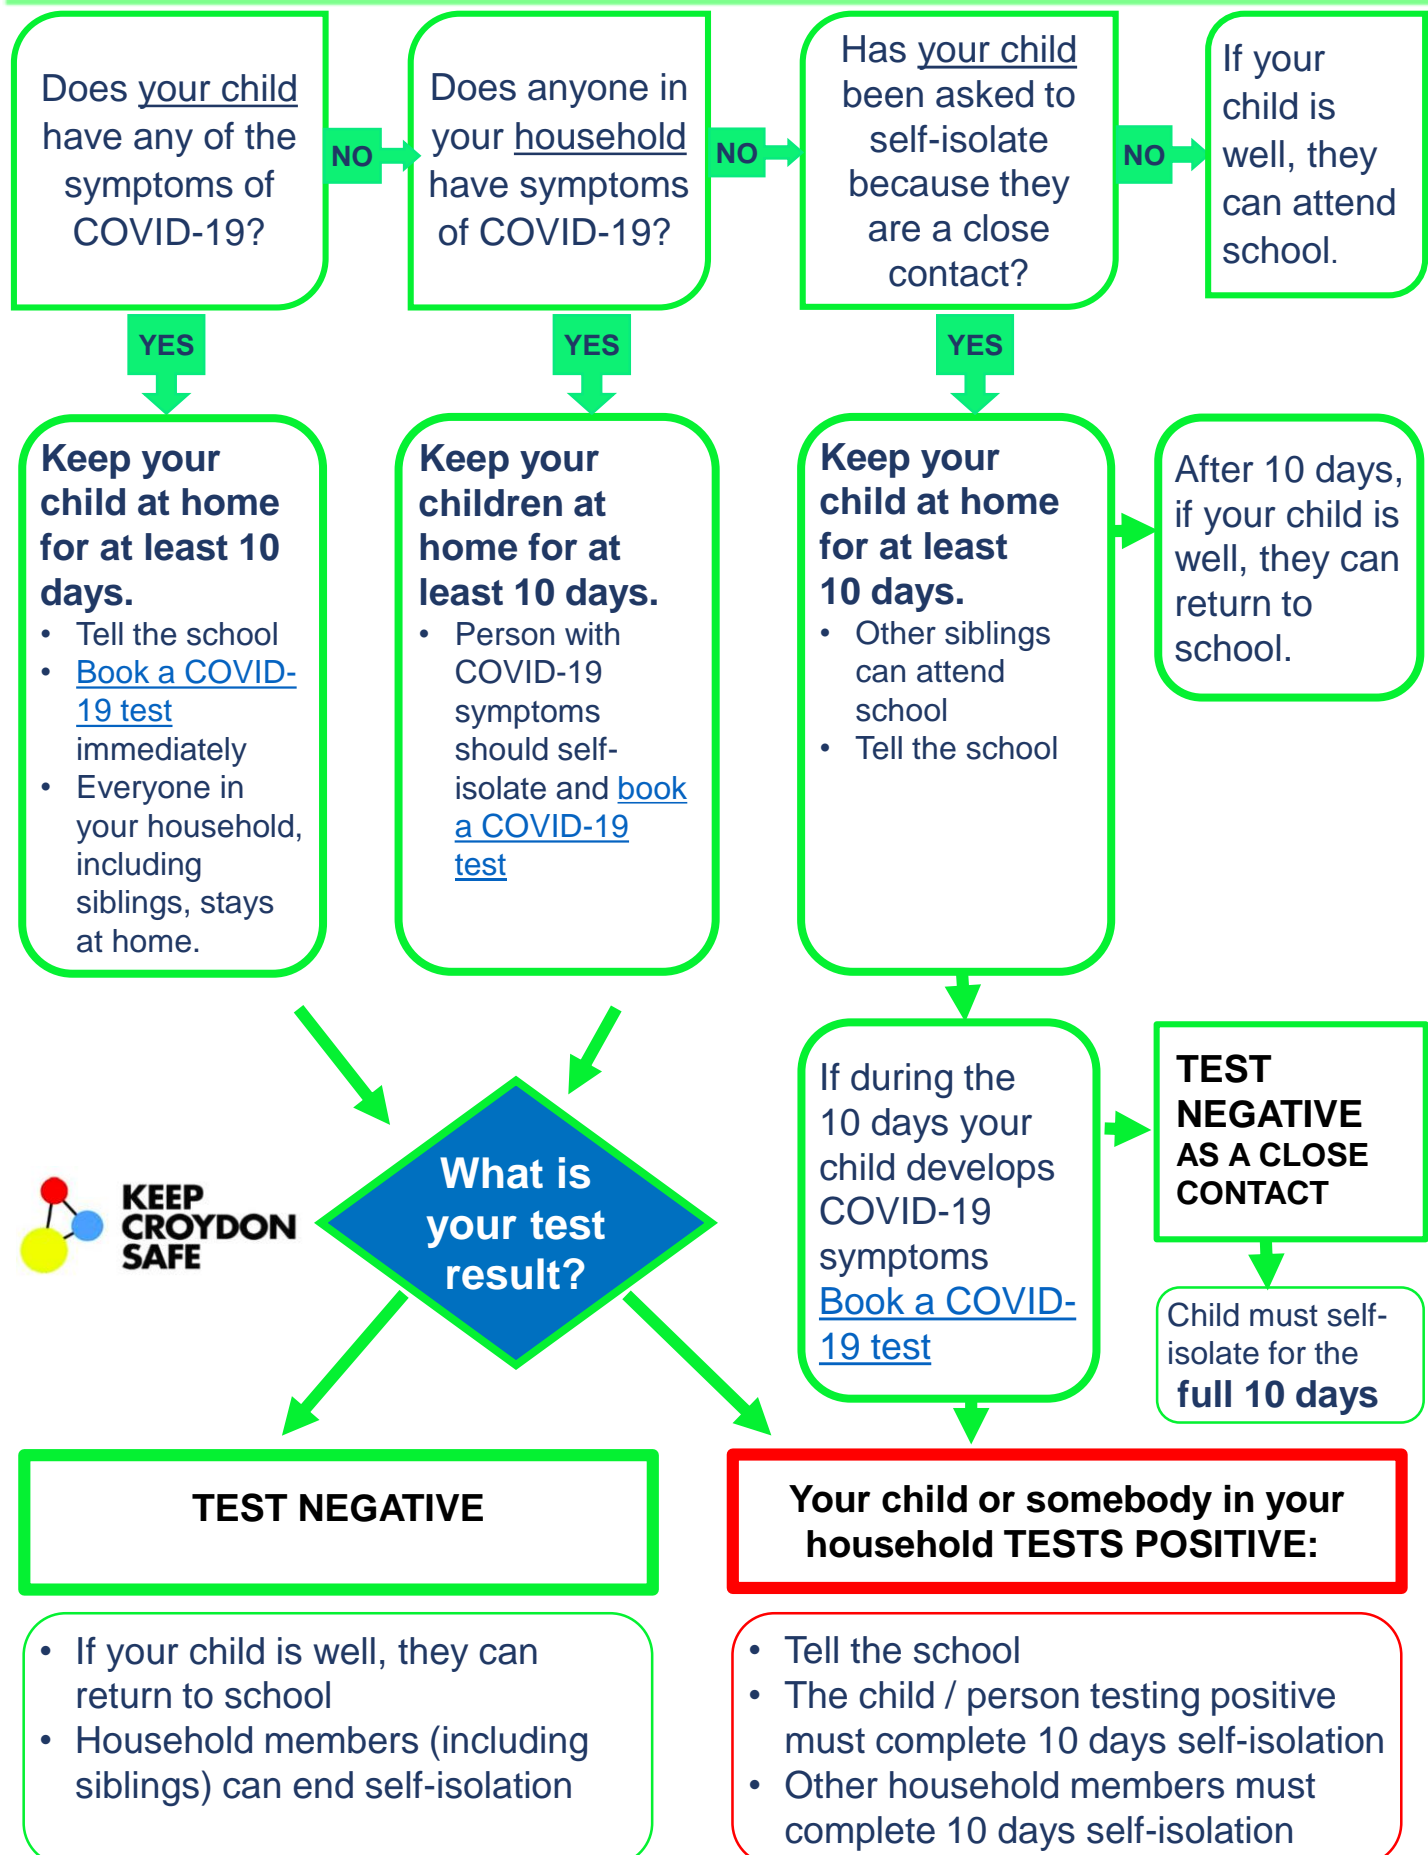 Does your child
have any of the
symptoms of
COVID-19?
NO
Does anyone in
your household
have symptoms
of COVID-19?
NO
Has your child
been asked to
self-isolate
because they
are a close
contact?
NO
If your
child is
well, they
can attend
school.
YES
YES
YES
Keep your
child at home
for at least 10
days.
• Tell the school
• Book a COVID-
19 test
immediately
• Everyone in
your household,
including
siblings, stays
at home.
Keep your
children at
home for at
least 10 days.
• Person with
COVID-19
symptoms
should self-
isolate and book
a COVID-19
test
Keep your
child at home
for at least
10 days.
• Other siblings
can attend
school
• Tell the school
After 10 days,
if your child is
well, they can
return to
school.
KEEP
CROYDON
SAFE
What is
your test
result?
If during the
10 days your
child develops
COVID-19
symptoms
Book a COVID-
19 test
TEST
NEGATIVE
AS A CLOSE
CONTACT
Child must self-
isolate for the
full 10 days
TEST NEGATIVE
• If your child is well, they can
return to school
• Household members (including
siblings) can end self-isolation
Your child or somebody in your
household TESTS POSITIVE:
• Tell the school
• The child / person testing positive
must complete 10 days self-isolation
• Other household members must
complete 10 days self-isolation